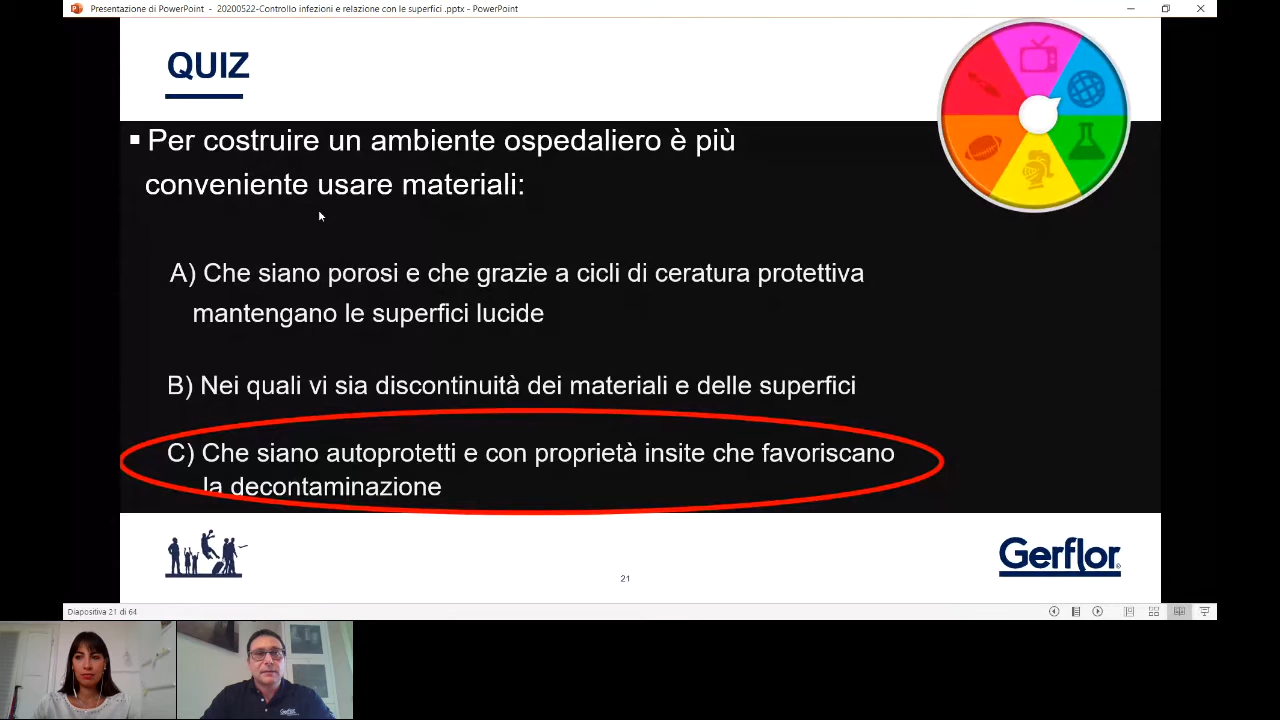 Presentazione di PowerPoint - 20200522-Controllo infezioni e relazione con le superfici .pptx - PowerPoint
QUIZ
Per costruire un ambiente ospedaliero è più
conveniente usare materiali:
A) Che siano porosi e che grazie a cicli di ceratura protettiva
mantengano le superfici lucide
B) Nei quali vi sia discontinuità dei materiali e delle superfici
C) Che siano autoprotetti e con proprietà insite che favoriscano
la decontaminazione
Gerflor
21
Diapositiva 21 di 64